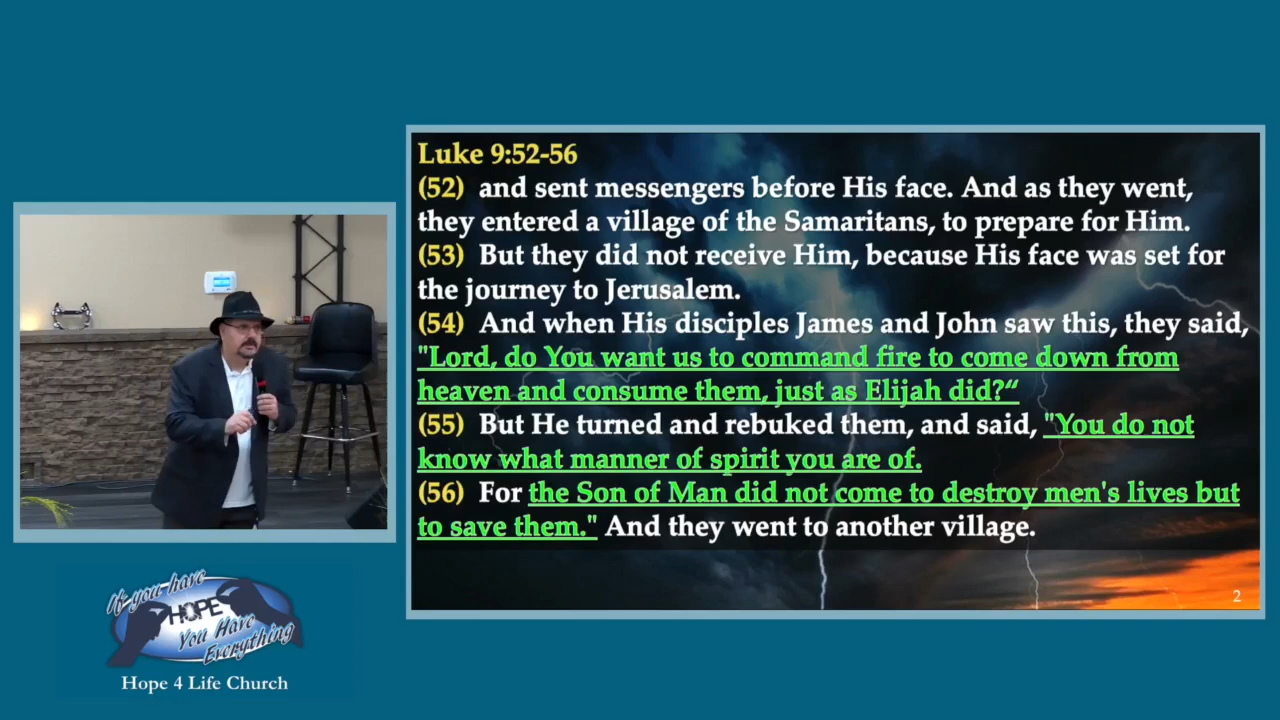 Luke 9:52-56
(52) and sent messengers before His face. And as they went,
they entered a village of the Samaritans, to prepare for Him.
(53) But they did not receive Him, because His face was set for
the journey to Jerusalem.
(54) And when His disciples James and John saw this, they said,
"Lord, do You want us to command fire to come down from
heaven and consume them, just as Elijah did?“
(55) But He turned and rebuked them, and said, "You do not
know what manner of spirit you are of.
(56) For the Son of Man did not come to destroy men's lives but
to save them." And they went to another village.
2
If you have
HOPE
You Have
Everything
Hope 4 Life Church